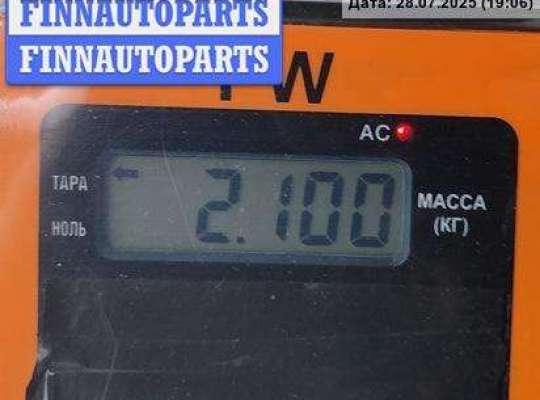 FINNAUTOPARTS
FINNAUTOPARTS
Дата: 28.07.2025 (19:06)
W
AC
ТАРА
2.100
МАССА
НОЛЬ
(КГ)